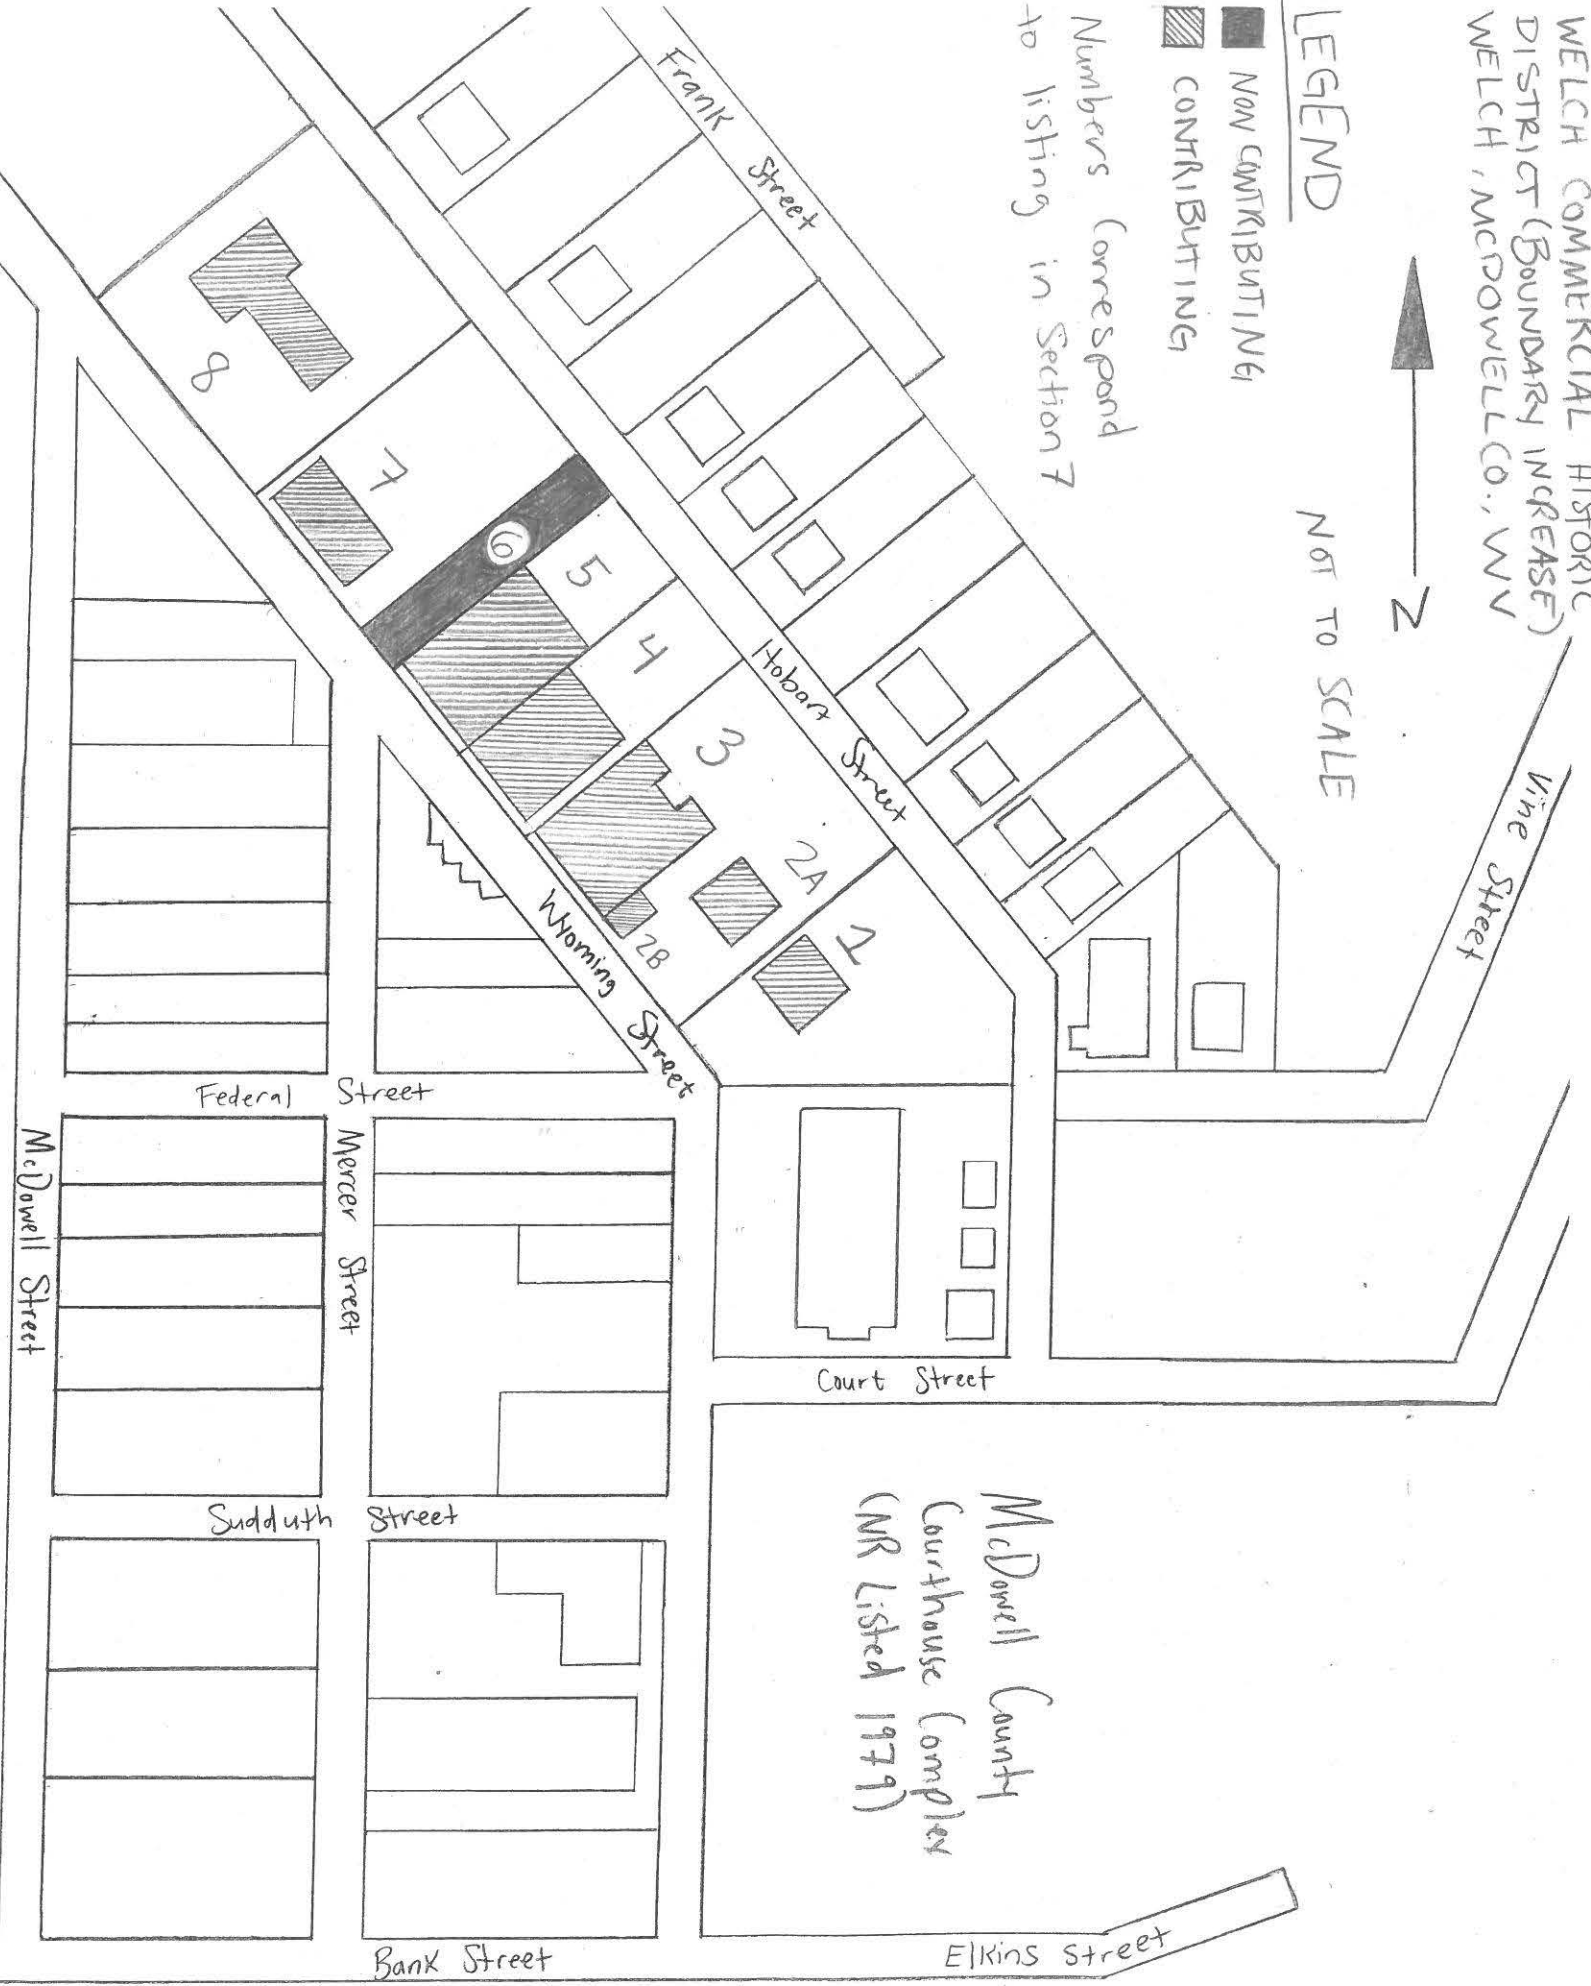 WELCH COMMERCIAL HISTORIC
DISTRICT (BOUNDARY INCREASE)
WELCH, MCDOWELL CO., WV
LEGEND
NON CONTRIBUTING
CONTRIBUTING
Numbers Correspond
to listing in Section 7
N
NOT TO SCALE
Frank Street
Vine Street
Hobart Street
8
7
6
5
4
3
2A
2B
1
Wyoming Street
Federal Street
McDowell Street
Mercer Street
Court Street
Sudduth Street
McDowell County
Courthouse Complex
(NR Listed 1979)
Bank Street
Elkins Street